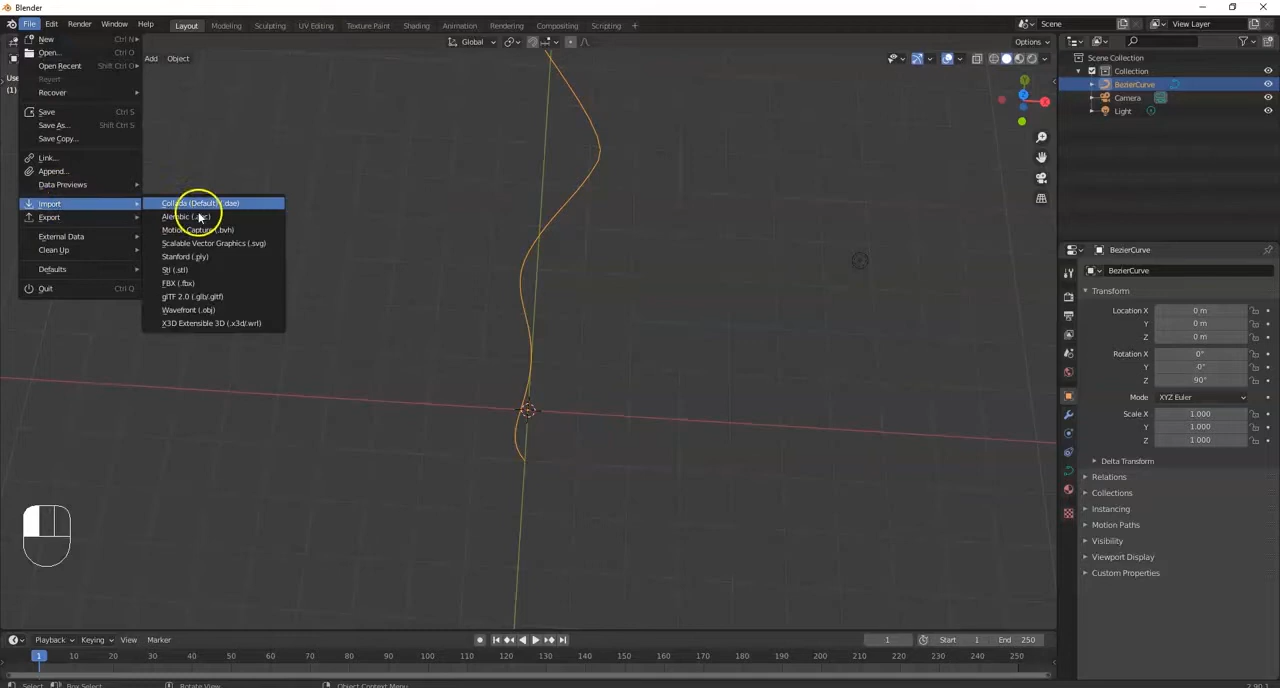 Blender
File Edit Render Window Help Layout Modeling Sculpting UV Editing Texture Paint Shading Animation Rendering Compositing Scripting + Scene View Layer
New Ctrl N
Open... Ctrl O
Open Recent Shift Ctrl O
Revert
Recover
Save Ctrl S
Save As... Shift Ctrl S
Save Copy...
Link...
Append...
Data Previews
Import
Export
External Data
Clean Up
Defaults
Quit Ctrl Q
Collada (Default) (.dae)
Alembic (.abc)
Motion Capture (.bvh)
Scalable Vector Graphics (.svg)
Stanford (.ply)
Stl (.stl)
FBX (.fbx)
glTF 2.0 (.glb/.gltf)
Wavefront (.obj)
X3D Extensible 3D (.x3d/.wrl)
Add Object
Global
Options
(1)
Y
Z
X
Scene Collection
Collection
BezierCurve
Camera
Light
BezierCurve
BezierCurve
Transform
Location X 0 m
Y 0 m
Z 0 m
Rotation X 0°
Y -0°
Z 90°
Mode XYZ Euler
Scale X 1.000
Y 1.000
Z 1.000
Delta Transform
Relations
Collections
Instancing
Motion Paths
Visibility
Viewport Display
Custom Properties
Playback Keying View Marker 1 Start 1 End 250
1 20 30 40 50 60 70 80 90 100 110 120 130 140 150 160 170 180 190 200 210 220 230 240 250
Select Box Select Rotate View Object Context Menu 2.90.1